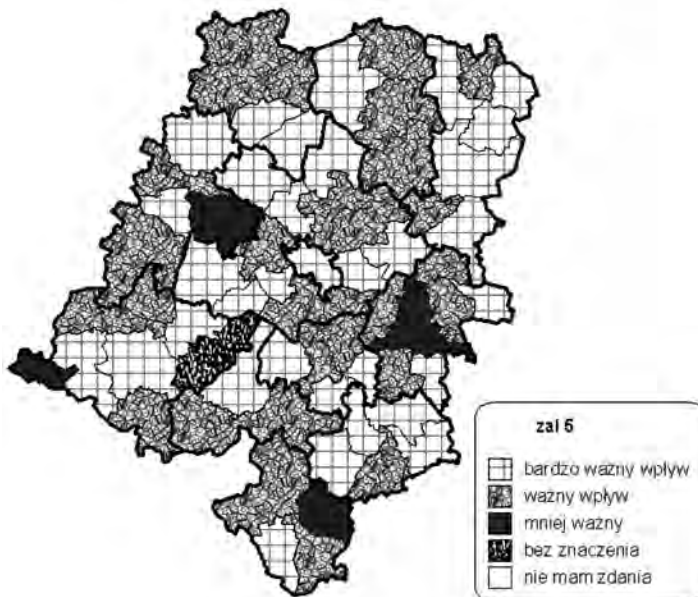 zal 5
bardzo ważny wpływ
ważny wpływ
mniej ważny
bez znaczenia
nie mam zdania